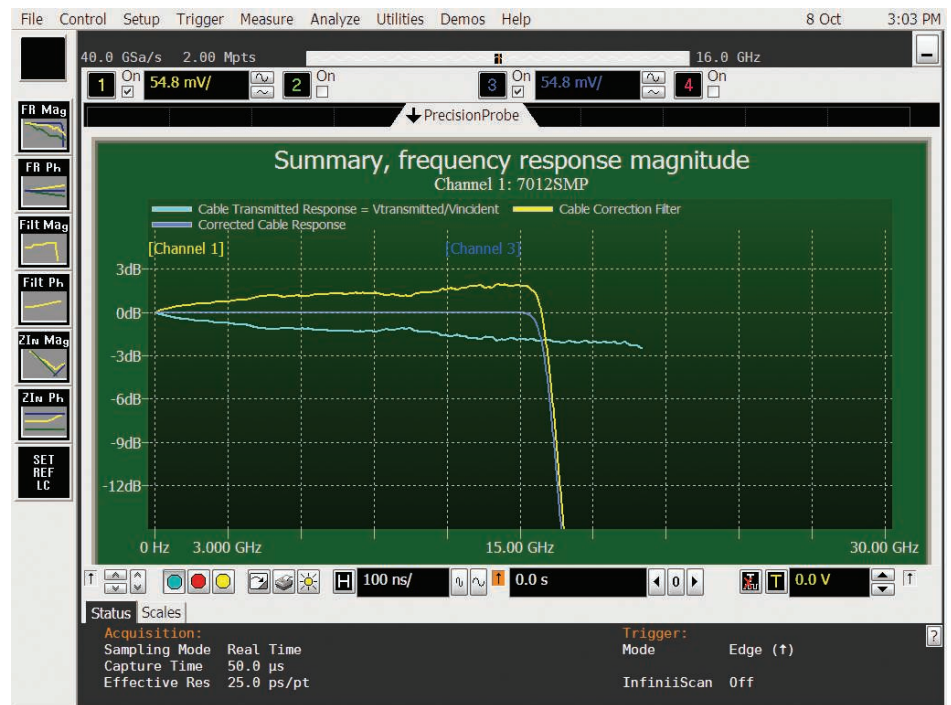 File Control Setup Trigger Measure Analyze Utilities Demos Help 8 Oct 3:03 PM
40.0 GSa/s 2.00 Mpts 16.0 GHz
1 On 54.8 mV/ 2 On 3 On 54.8 mV/ 4 On
PrecisionProbe
FR Mag
FR Ph
Filt Mag
Filt Ph
ZIN Mag
ZIN Ph
SET
REF
LC
Summary, frequency response magnitude
Channel 1: 7012SMP
Cable Transmitted Response = Vtransmitted/Vincident Cable Correction Filter
Corrected Cable Response
[Channel 1] [Channel 3]
3dB
0dB
-3dB
-6dB
-9dB
-12dB
0 Hz 3.000 GHz 15.00 GHz 30.00 GHz
H 100 ns/ 0.0 s 0 T 0.0 V
Status Scales
Acquisition: Trigger:
Sampling Mode Real Time Mode Edge (↑)
Capture Time 50.0 µs
Effective Res 25.0 ps/pt InfiniiScan Off
?